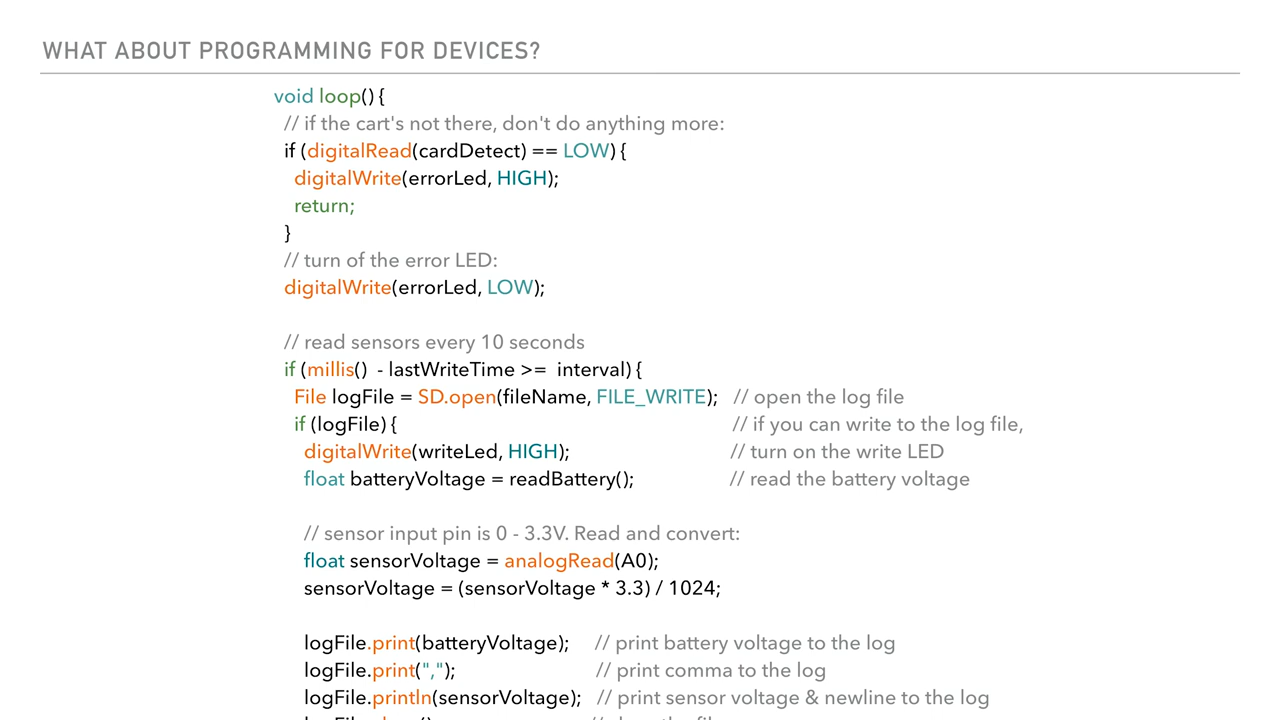 WHAT ABOUT PROGRAMMING FOR DEVICES?
void loop() {
// if the cart's not there, don't do anything more:
if (digitalRead(cardDetect) == LOW) {
digitalWrite(errorLed, HIGH);
return;
}
// turn of the error LED:
digitalWrite(errorLed, LOW);
// read sensors every 10 seconds
if (millis()  - lastWriteTime >=  interval) {
File logFile = SD.open(fileName, FILE_WRITE);   // open the log file
if (logFile) {   // if you can write to the log file,
digitalWrite(writeLed, HIGH);   // turn on the write LED
float batteryVoltage = readBattery();   // read the battery voltage
// sensor input pin is 0 - 3.3V. Read and convert:
float sensorVoltage = analogRead(A0);
sensorVoltage = (sensorVoltage * 3.3) / 1024;
logFile.print(batteryVoltage);   // print battery voltage to the log
logFile.print(",");   // print comma to the log
logFile.println(sensorVoltage);   // print sensor voltage & newline to the log